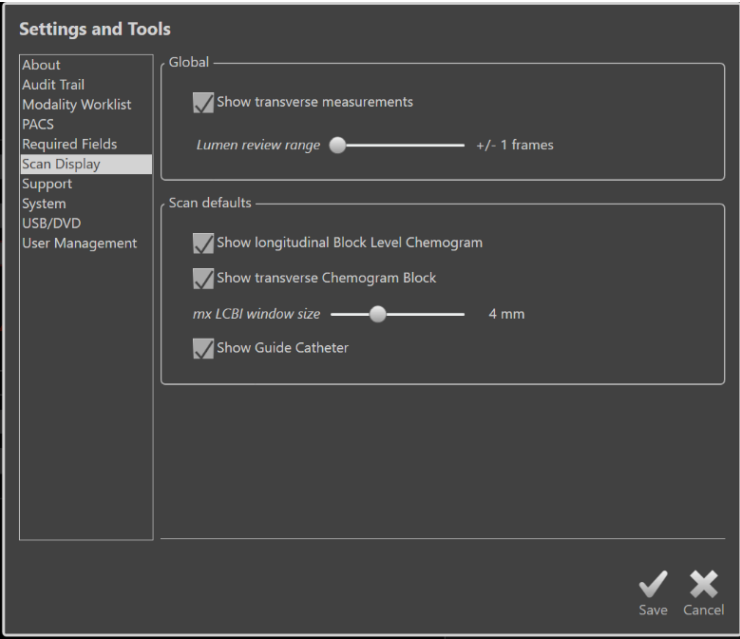 Settings and Tools
About
Audit Trail
Modality Worklist
PACS
Required Fields
Scan Display
Support
System
USB/DVD
User Management
Global
Show transverse measurements
Lumen review range +/- 1 frames
Scan defaults
Show longitudinal Block Level Chemogram
Show transverse Chemogram Block
mx LCBI window size 4 mm
Show Guide Catheter
Save Cancel